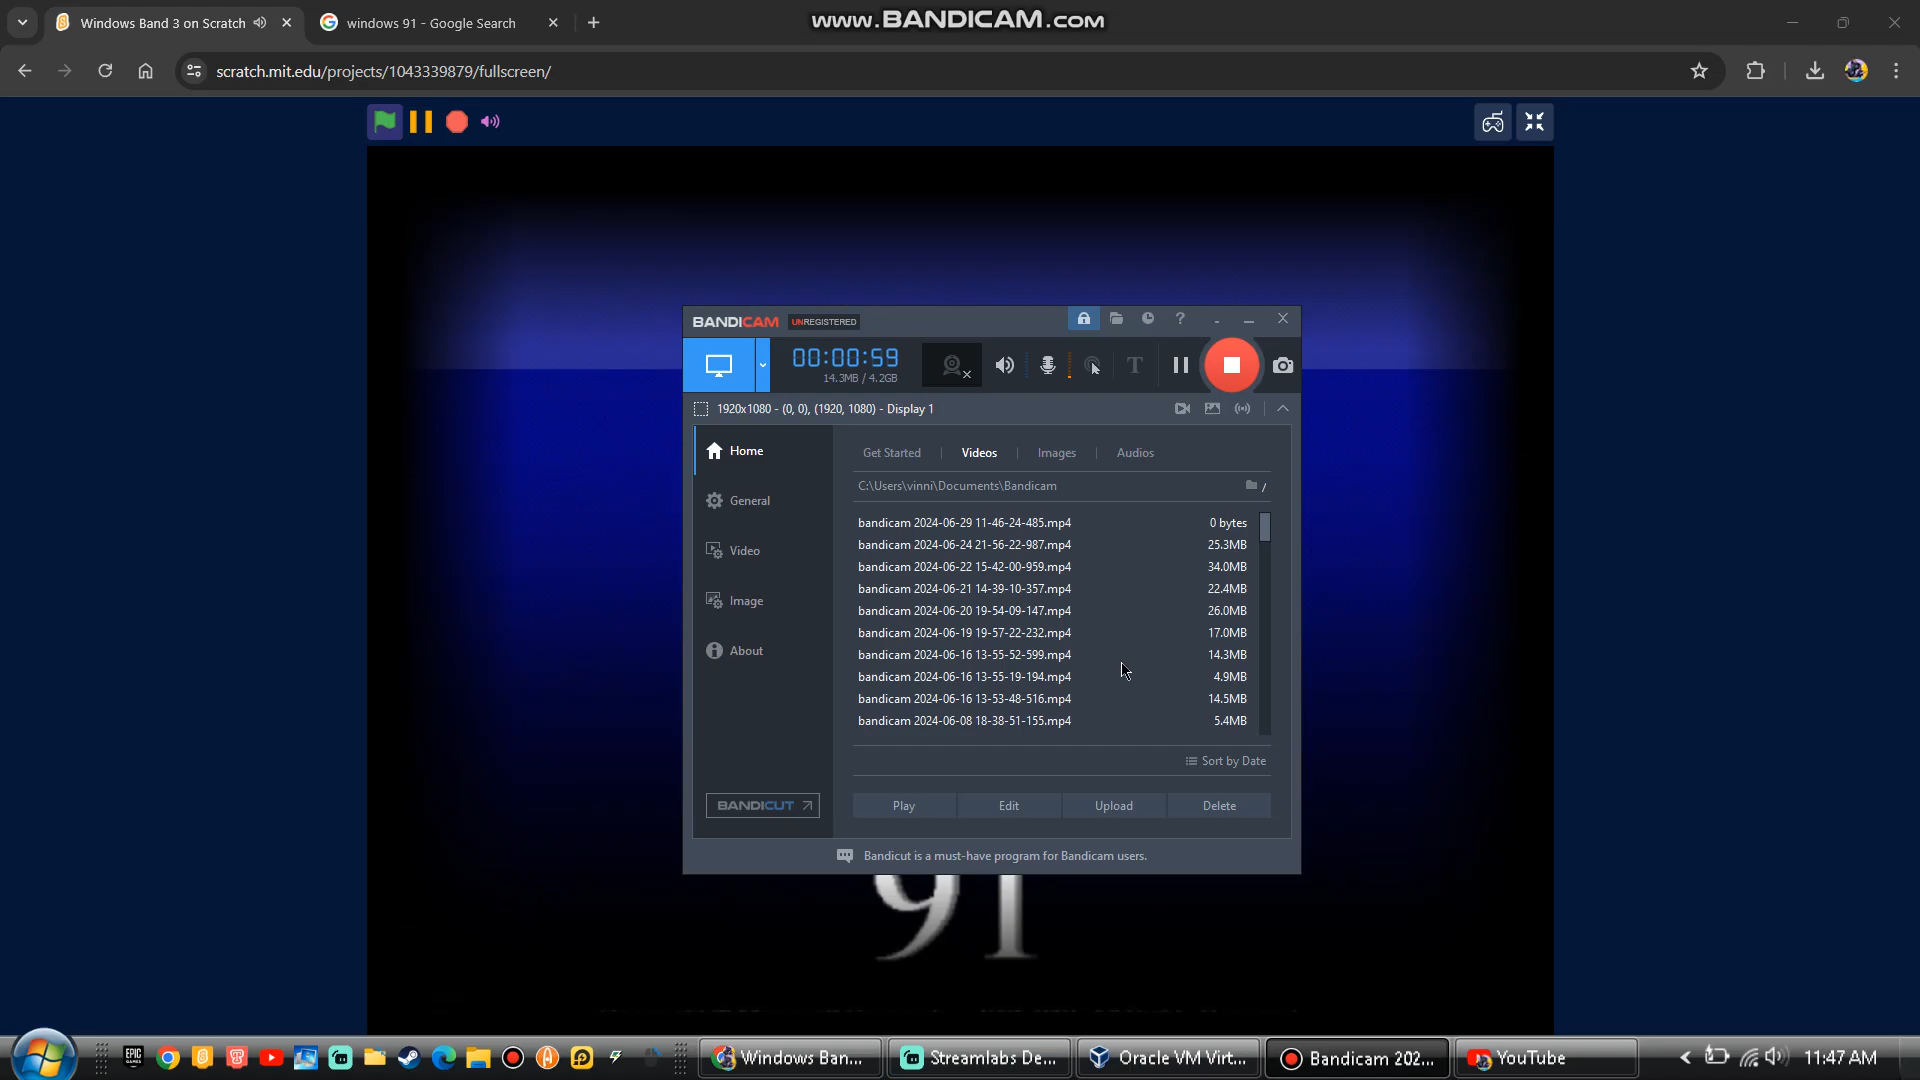 Windows Band 3 on Scratch
windows 91 - Google Search
www.BANDICAM.com
scratch.mit.edu/projects/1043339879/fullscreen/
BANDICAM UNREGISTERED
00:00:59
14.3MB / 4.2GB
1920x1080 - (0, 0), (1920, 1080) - Display 1
Home
General
Video
Image
About
BANDICUT
Get Started
Videos
Images
Audios
C:\Users\vinni\Documents\Bandicam
bandicam 2024-06-29 11-46-24-485.mp4 0 bytes
bandicam 2024-06-24 21-56-22-987.mp4 25.3MB
bandicam 2024-06-22 15-42-00-959.mp4 34.0MB
bandicam 2024-06-21 14-39-10-357.mp4 22.4MB
bandicam 2024-06-20 19-54-09-147.mp4 26.0MB
bandicam 2024-06-19 19-57-22-232.mp4 17.0MB
bandicam 2024-06-16 13-55-52-599.mp4 14.3MB
bandicam 2024-06-16 13-55-19-194.mp4 4.9MB
bandicam 2024-06-16 13-53-48-516.mp4 14.5MB
bandicam 2024-06-08 18-38-51-155.mp4 5.4MB
Sort by Date
Play
Edit
Upload
Delete
Bandicut is a must-have program for Bandicam users.
91
EPIC GAMES
Windows Ban...
Streamlabs De...
Oracle VM Virt...
Bandicam 202...
YouTube
11:47 AM